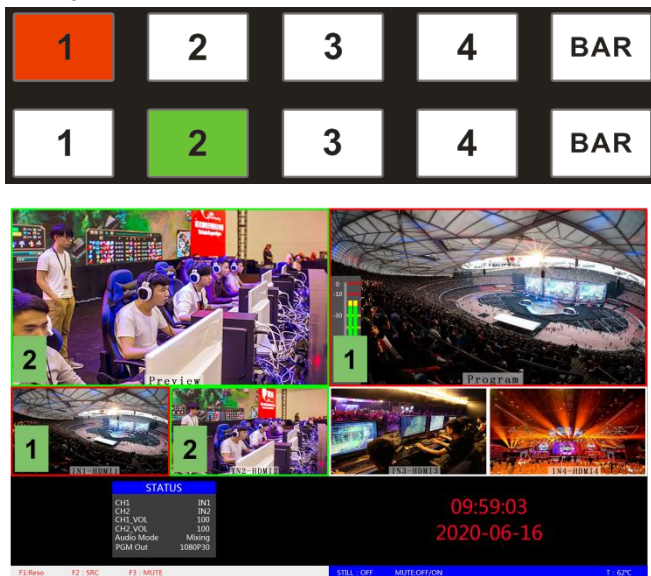 1 2 3 4 BAR
1 2 3 4 BAR
0
-10
-30
2
1
Preview
Program
1
2
IN1-HDMI1
IN2-HDMI2
IN3-HDMI3
IN4-HDMI4
STATUS
CH1 IN1
CH2 IN2
CH1_VOL 100
CH2_VOL 100
Audio Mode Mixing
PGM Out 1080P30
09:59:03
2020-06-16
F1:Reso F2 : SRC F3 : MUTE STILL : OFF MUTE:OFF/ON T : 62℃